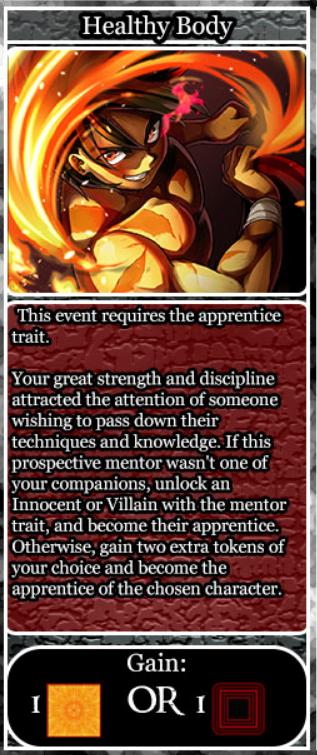 Healthy Body
This event requires the apprentice
trait.
Your great strength and discipline
attracted the attention of someone
wishing to pass down their
techniques and knowledge. If this
prospective mentor wasn't one of
your companions, unlock an
Innocent or Villain with the mentor
trait, and become their apprentice.
Otherwise, gain two extra tokens of
your choice and become the
apprentice of the chosen character.
Gain:
1 OR 1